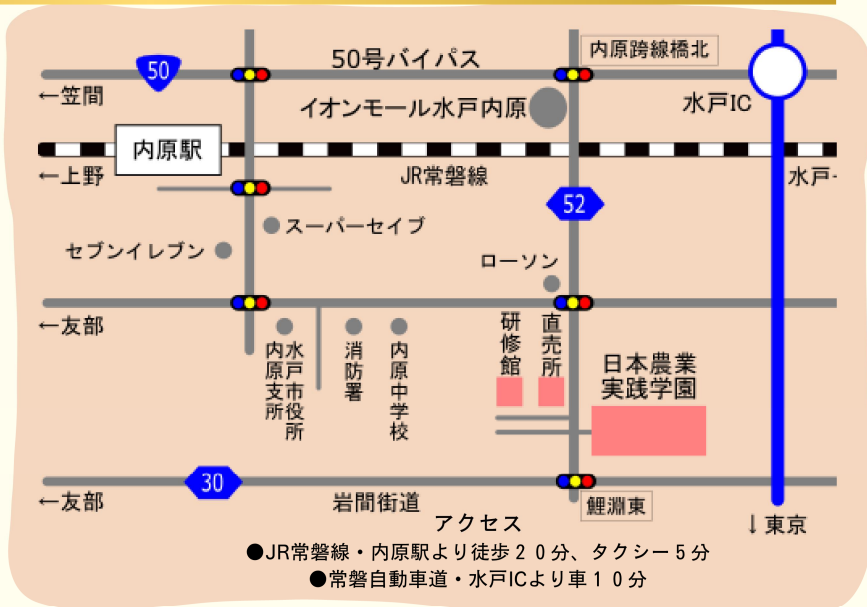 50
50号バイパス
内原跨線橋北
←笠間
イオンモール水戸内原
水戸IC
内原駅
←上野
JR常磐線
水戸
52
スーパーセイブ
セブンイレブン
ローソン
←友部
水戸市役所
内原支所
消防署
内原中学校
研修館
直売所
日本農業
実践学園
30
←友部
岩間街道
鯉淵東
↓東京
アクセス
●JR常磐線・内原駅より徒歩20分、タクシー5分
●常磐自動車道・水戸ICより車10分